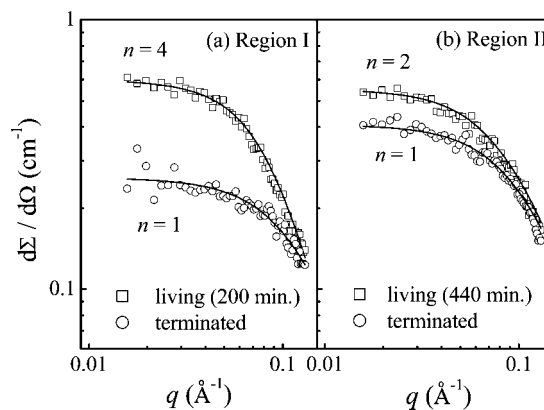 1
n = 4
(a) Region I
n = 1
0.1
□ living (200 min.)
○ terminated
0.01
0.1
q (Å⁻¹)
dΣ / dΩ (cm⁻¹)
(b) Region II
n = 2
n = 1
□ living (440 min.)
○ terminated
0.01
0.1
q (Å⁻¹)